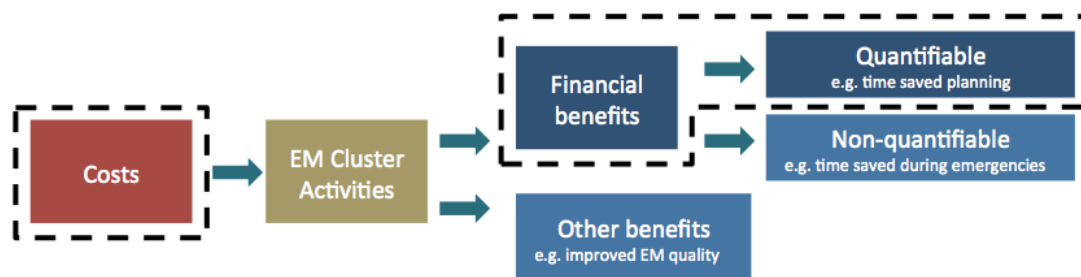 Costs
EM Cluster
Activities
Financial
benefits
Quantifiable
e.g. time saved planning
Non-quantifiable
e.g. time saved during emergencies
Other benefits
e.g. improved EM quality